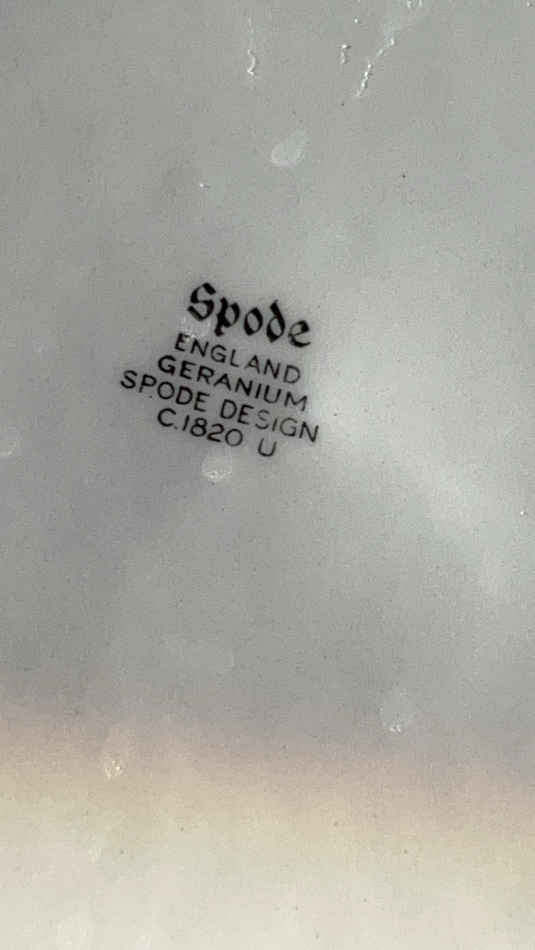 Spode
ENGLAND
GERANIUM
SPODE DESIGN
C.1820 U